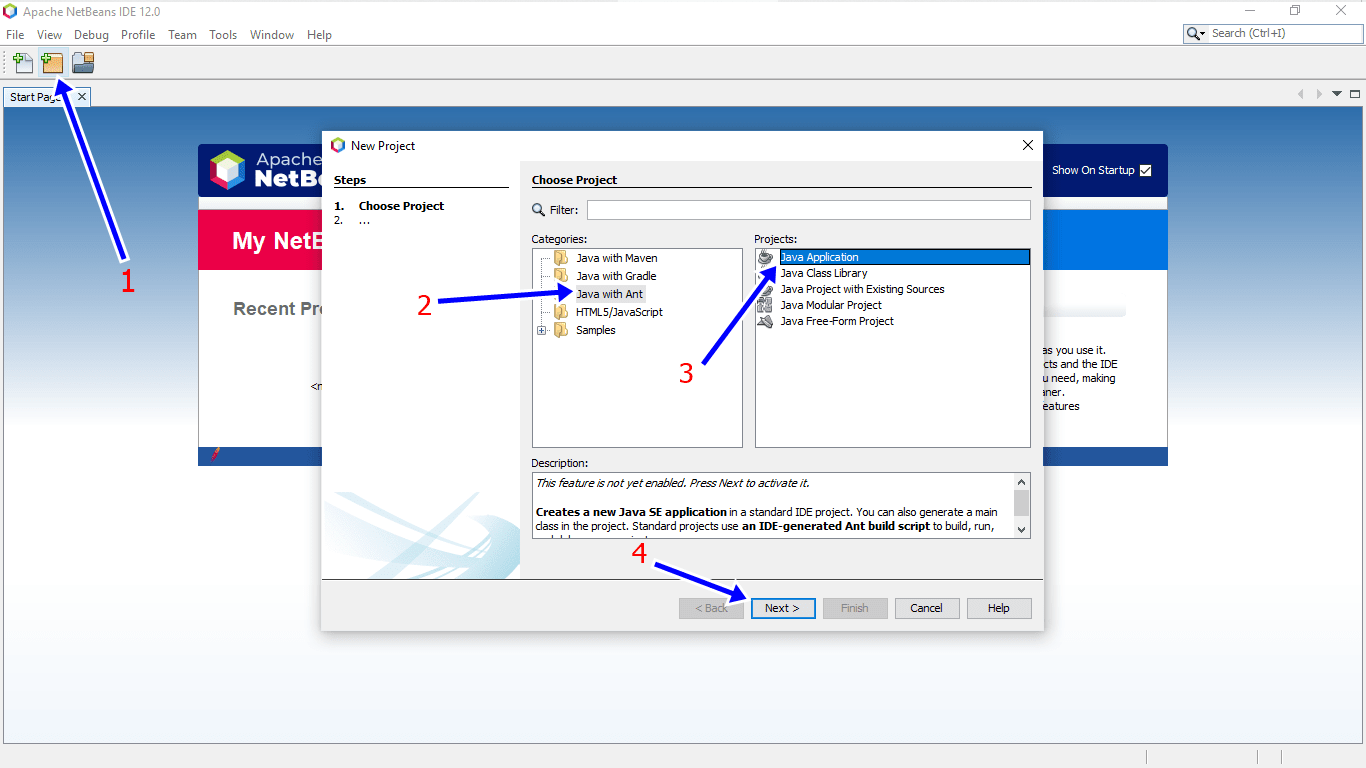 Apache NetBeans IDE 12.0
File View Debug Profile Team Tools Window Help
Search (Ctrl+I)
Start Pag
1
Apache
NetB
Show On Startup
My NetB
Recent Pr
as you use it.
cts and the IDE
u need, making
aner.
eatures
New Project
Steps
1. Choose Project
2. ...
Choose Project
Filter:
Categories:
Java with Maven
Java with Gradle
Java with Ant
HTML5/JavaScript
Samples
2
Projects:
Java Application
Java Class Library
Java Project with Existing Sources
Java Modular Project
Java Free-Form Project
3
Description:
This feature is not yet enabled. Press Next to activate it.
Creates a new Java SE application in a standard IDE project. You can also generate a main
class in the project. Standard projects use an IDE-generated Ant build script to build, run,
4
< Back Next > Finish Cancel Help